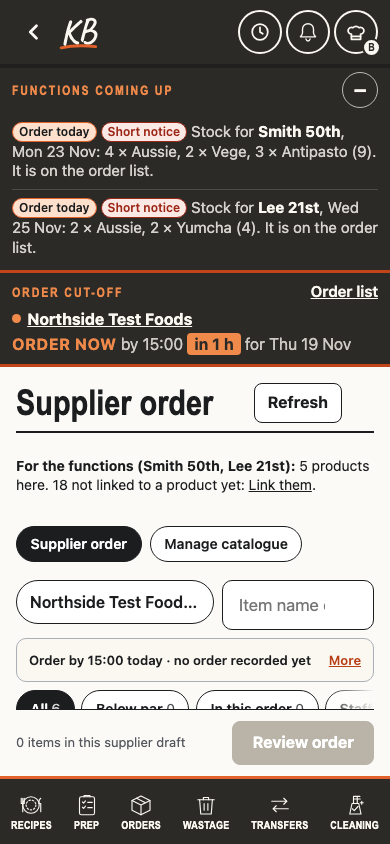 KB
B
FUNCTIONS COMING UP
Order today Short notice Stock for Smith 50th,
Mon 23 Nov: 4 × Aussie, 2 × Vege, 3 × Antipasto (9).
It is on the order list.
Order today Short notice Stock for Lee 21st, Wed
25 Nov: 2 × Aussie, 2 × Yumcha (4). It is on the order
list.
ORDER CUT-OFF Order list
Northside Test Foods
ORDER NOW by 15:00 in 1 h for Thu 19 Nov
Supplier order Refresh
For the functions (Smith 50th, Lee 21st): 5 products
here. 18 not linked to a product yet: Link them.
Supplier order Manage catalogue
Northside Test Food... Item name
Order by 15:00 today · no order recorded yet More
All 6 Below par 0 In this order 0
0 items in this supplier draft Review order
RECIPES PREP ORDERS WASTAGE TRANSFERS CLEANING